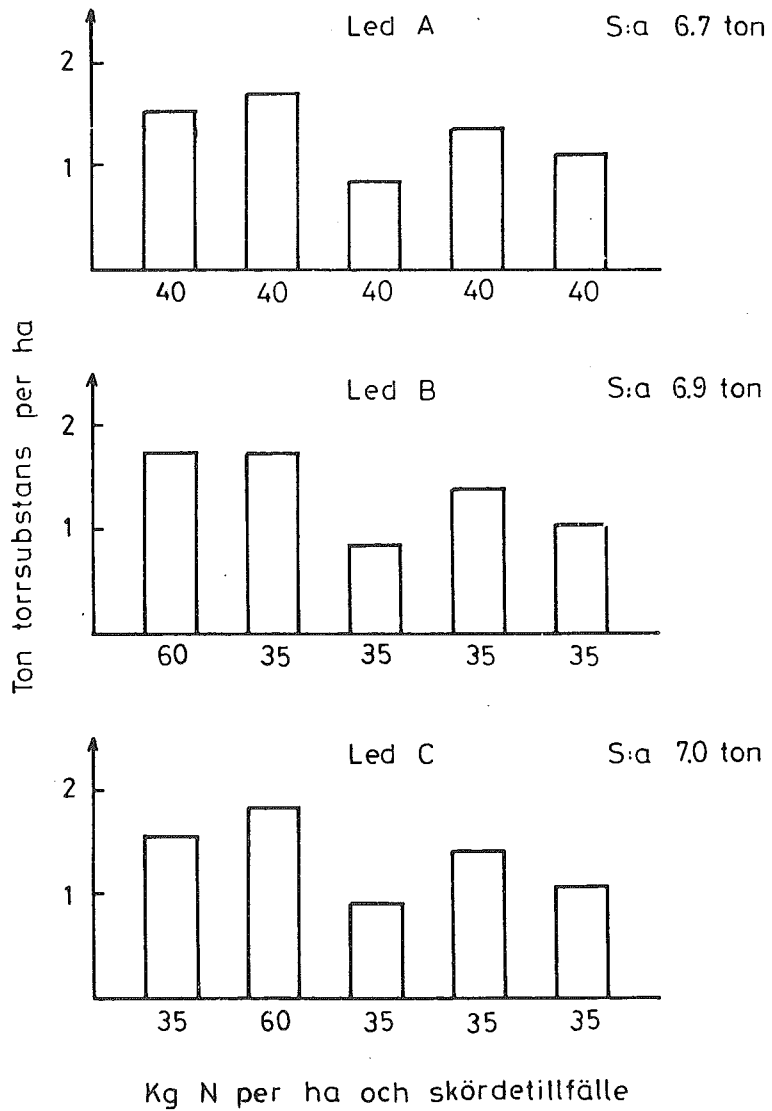 Ton torrsubstans per ha
Led A S:a 6.7 ton
2
1
40 40 40 40 40
Led B S:a 6.9 ton
2
1
60 35 35 35 35
Led C S:a 7.0 ton
2
1
35 60 35 35 35
Kg N per ha och skördetillfälle